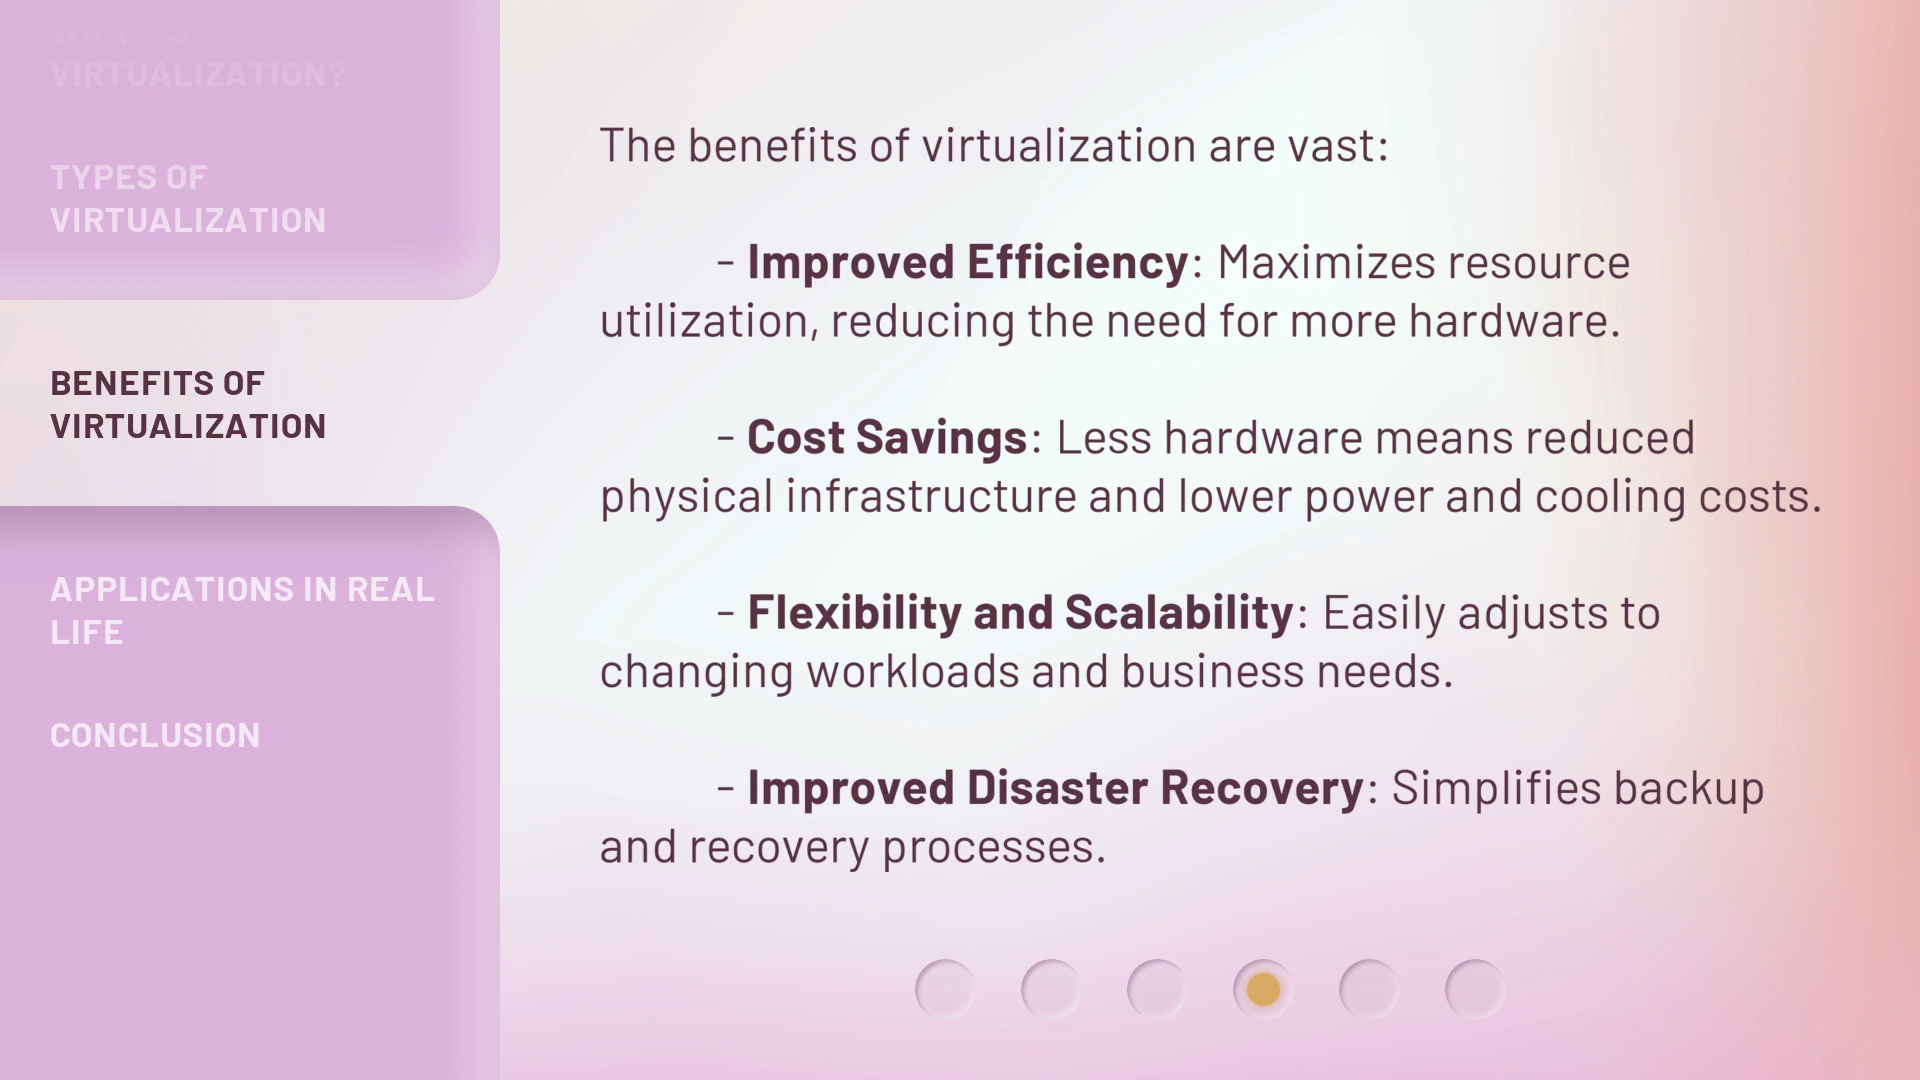 WHAT IS
VIRTUALIZATION?
TYPES OF
VIRTUALIZATION
BENEFITS OF
VIRTUALIZATION
APPLICATIONS IN REAL
LIFE
CONCLUSION
The benefits of virtualization are vast:
- Improved Efficiency: Maximizes resource
utilization, reducing the need for more hardware.
- Cost Savings: Less hardware means reduced
physical infrastructure and lower power and cooling costs.
- Flexibility and Scalability: Easily adjusts to
changing workloads and business needs.
- Improved Disaster Recovery: Simplifies backup
and recovery processes.